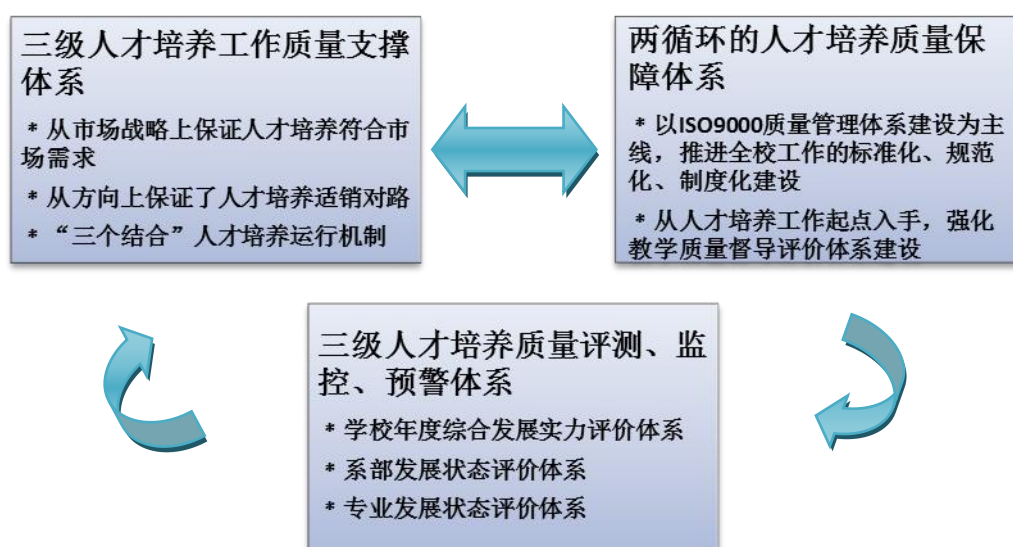 三级人才培养工作质量支撑
体系
* 从市场战略上保证人才培养符合市
场需求
* 从方向上保证了人才培养适销对路
* “三个结合”人才培养运行机制
两循环的人才培养质量保
障体系
* 以ISO9000质量管理体系建设为主
线，推进全校工作的标准化、规范
化、制度化建设
* 从人才培养工作起点入手，强化
教学质量督导评价体系建设
三级人才培养质量评测、监
控、预警体系
* 学校年度综合发展实力评价体系
* 系部发展状态评价体系
* 专业发展状态评价体系